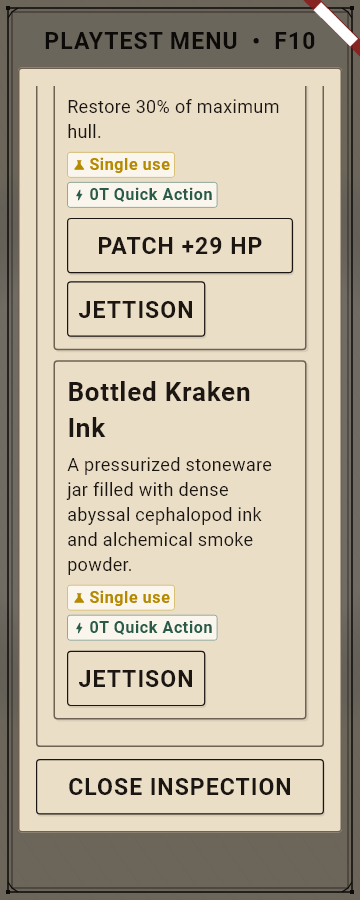 PLAYTEST MENU • F10
Restore 30% of maximum
hull.
Single use
0T Quick Action
PATCH +29 HP
JETTISON
Bottled Kraken
Ink
A pressurized stoneware
jar filled with dense
abyssal cephalopod ink
and alchemical smoke
powder.
Single use
0T Quick Action
JETTISON
CLOSE INSPECTION